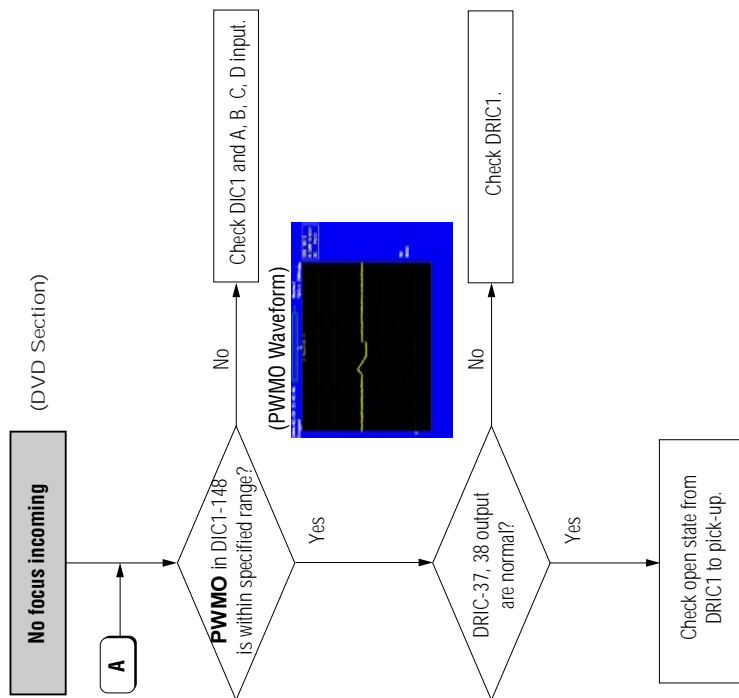 (DVD Section)
No focus incoming
A
PWMO in DIC1-148
is within specified range?
No
Check DIC1 and A, B, C, D input.
Yes
(PWMO Waveform)
DRIC-37, 38 output
are normal?
No
Check DRIC1.
Yes
Check open state from
DRIC1 to pick-up.